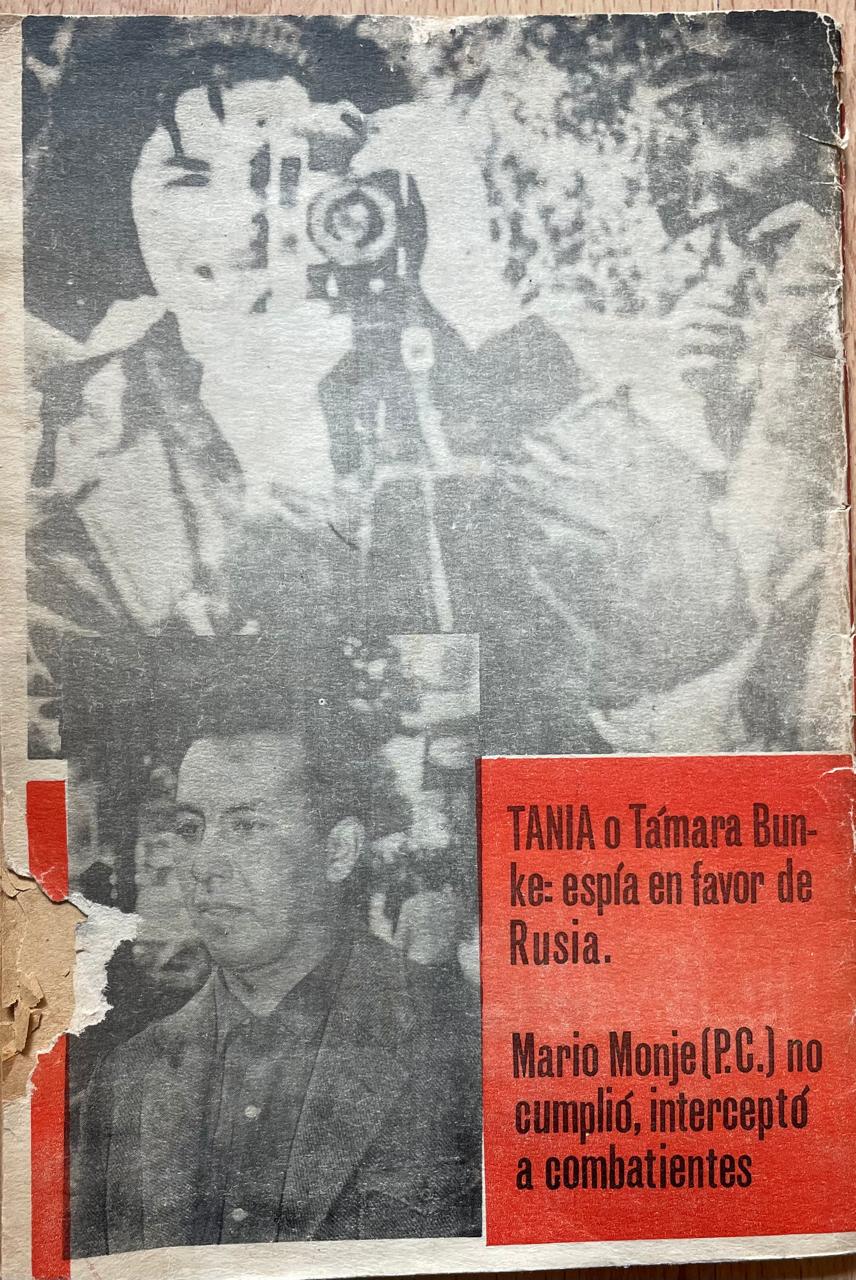 TANIA o Támara Bun-
ke: espía en favor de
Rusia.
Mario Monje (P.C.) no
cumplió, interceptó
a combatientes